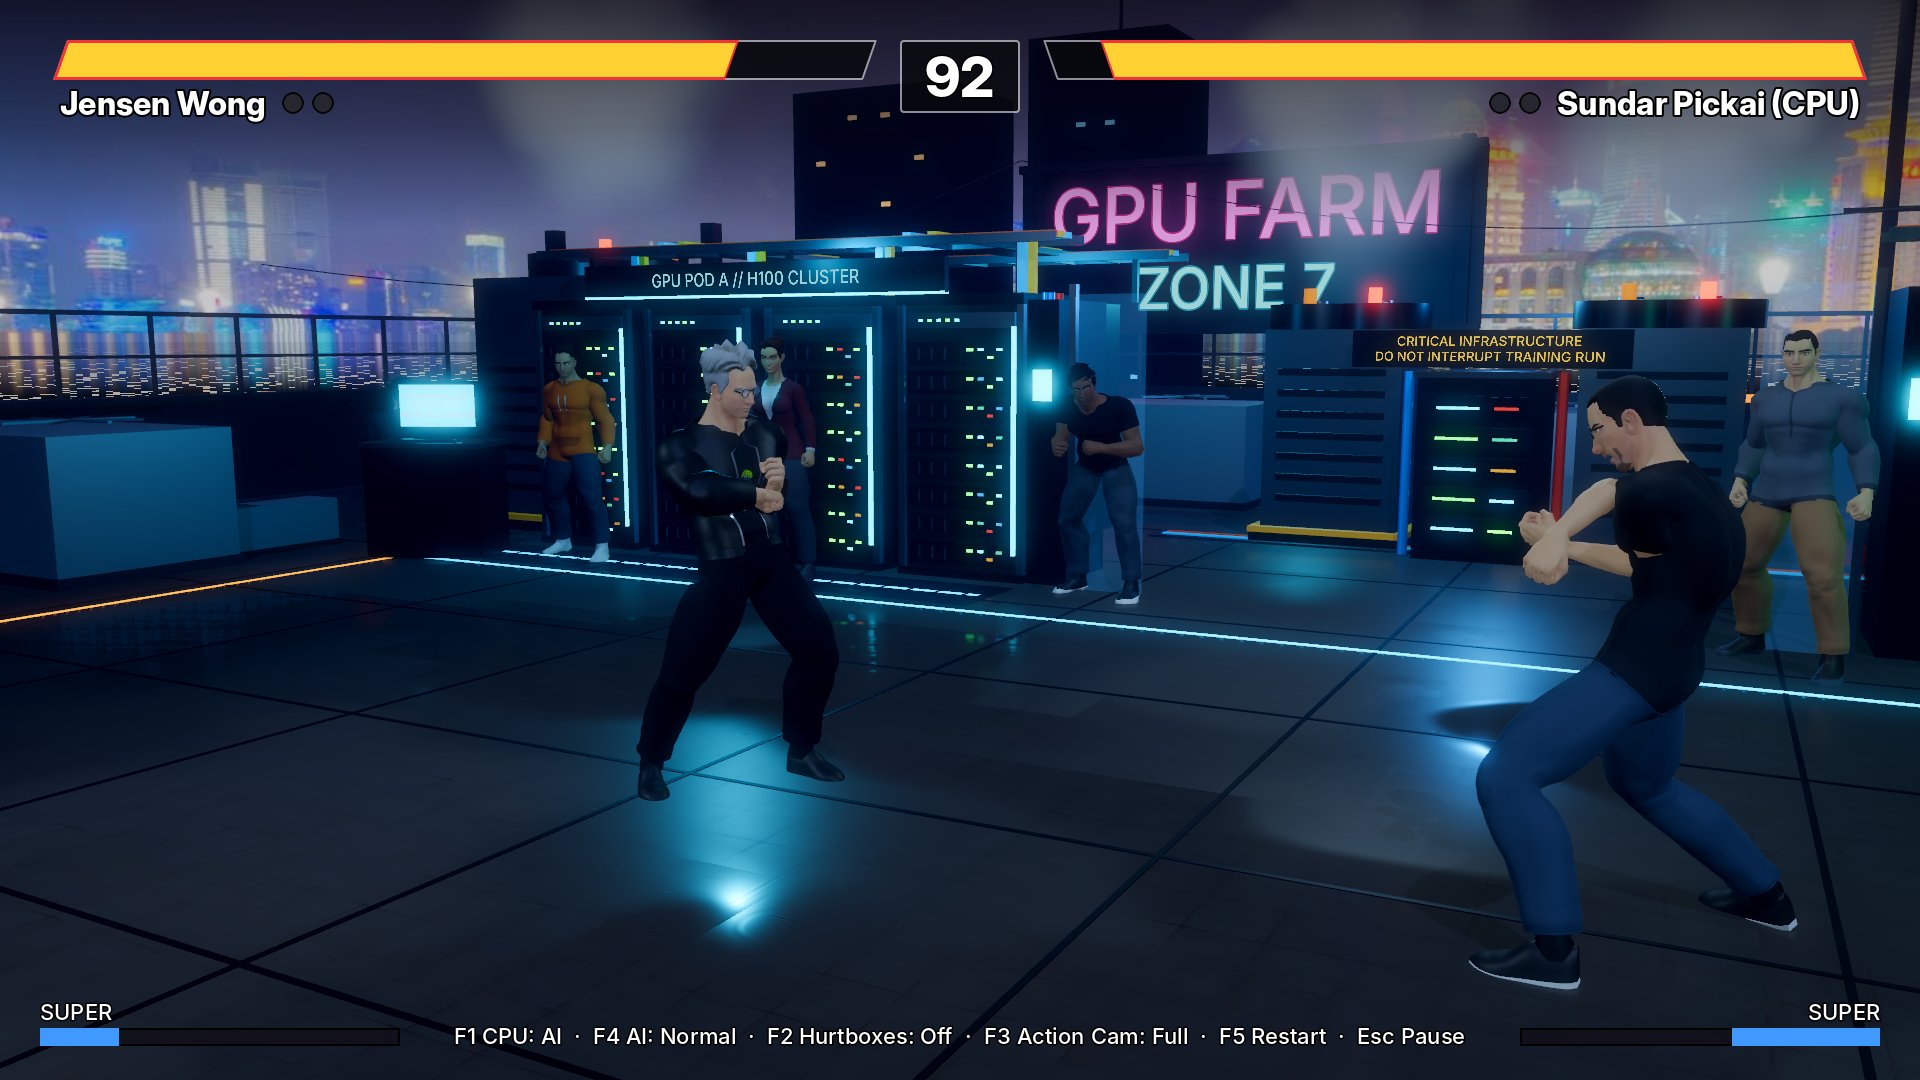 92
Jensen Wong
Sundar Pickai (CPU)
GPU FARM
ZONE 7
GPU POD A // H100 CLUSTER
CRITICAL INFRASTRUCTURE
DO NOT INTERRUPT TRAINING RUN
SUPER
SUPER
F1 CPU: AI · F4 AI: Normal · F2 Hurtboxes: Off · F3 Action Cam: Full · F5 Restart · Esc Pause